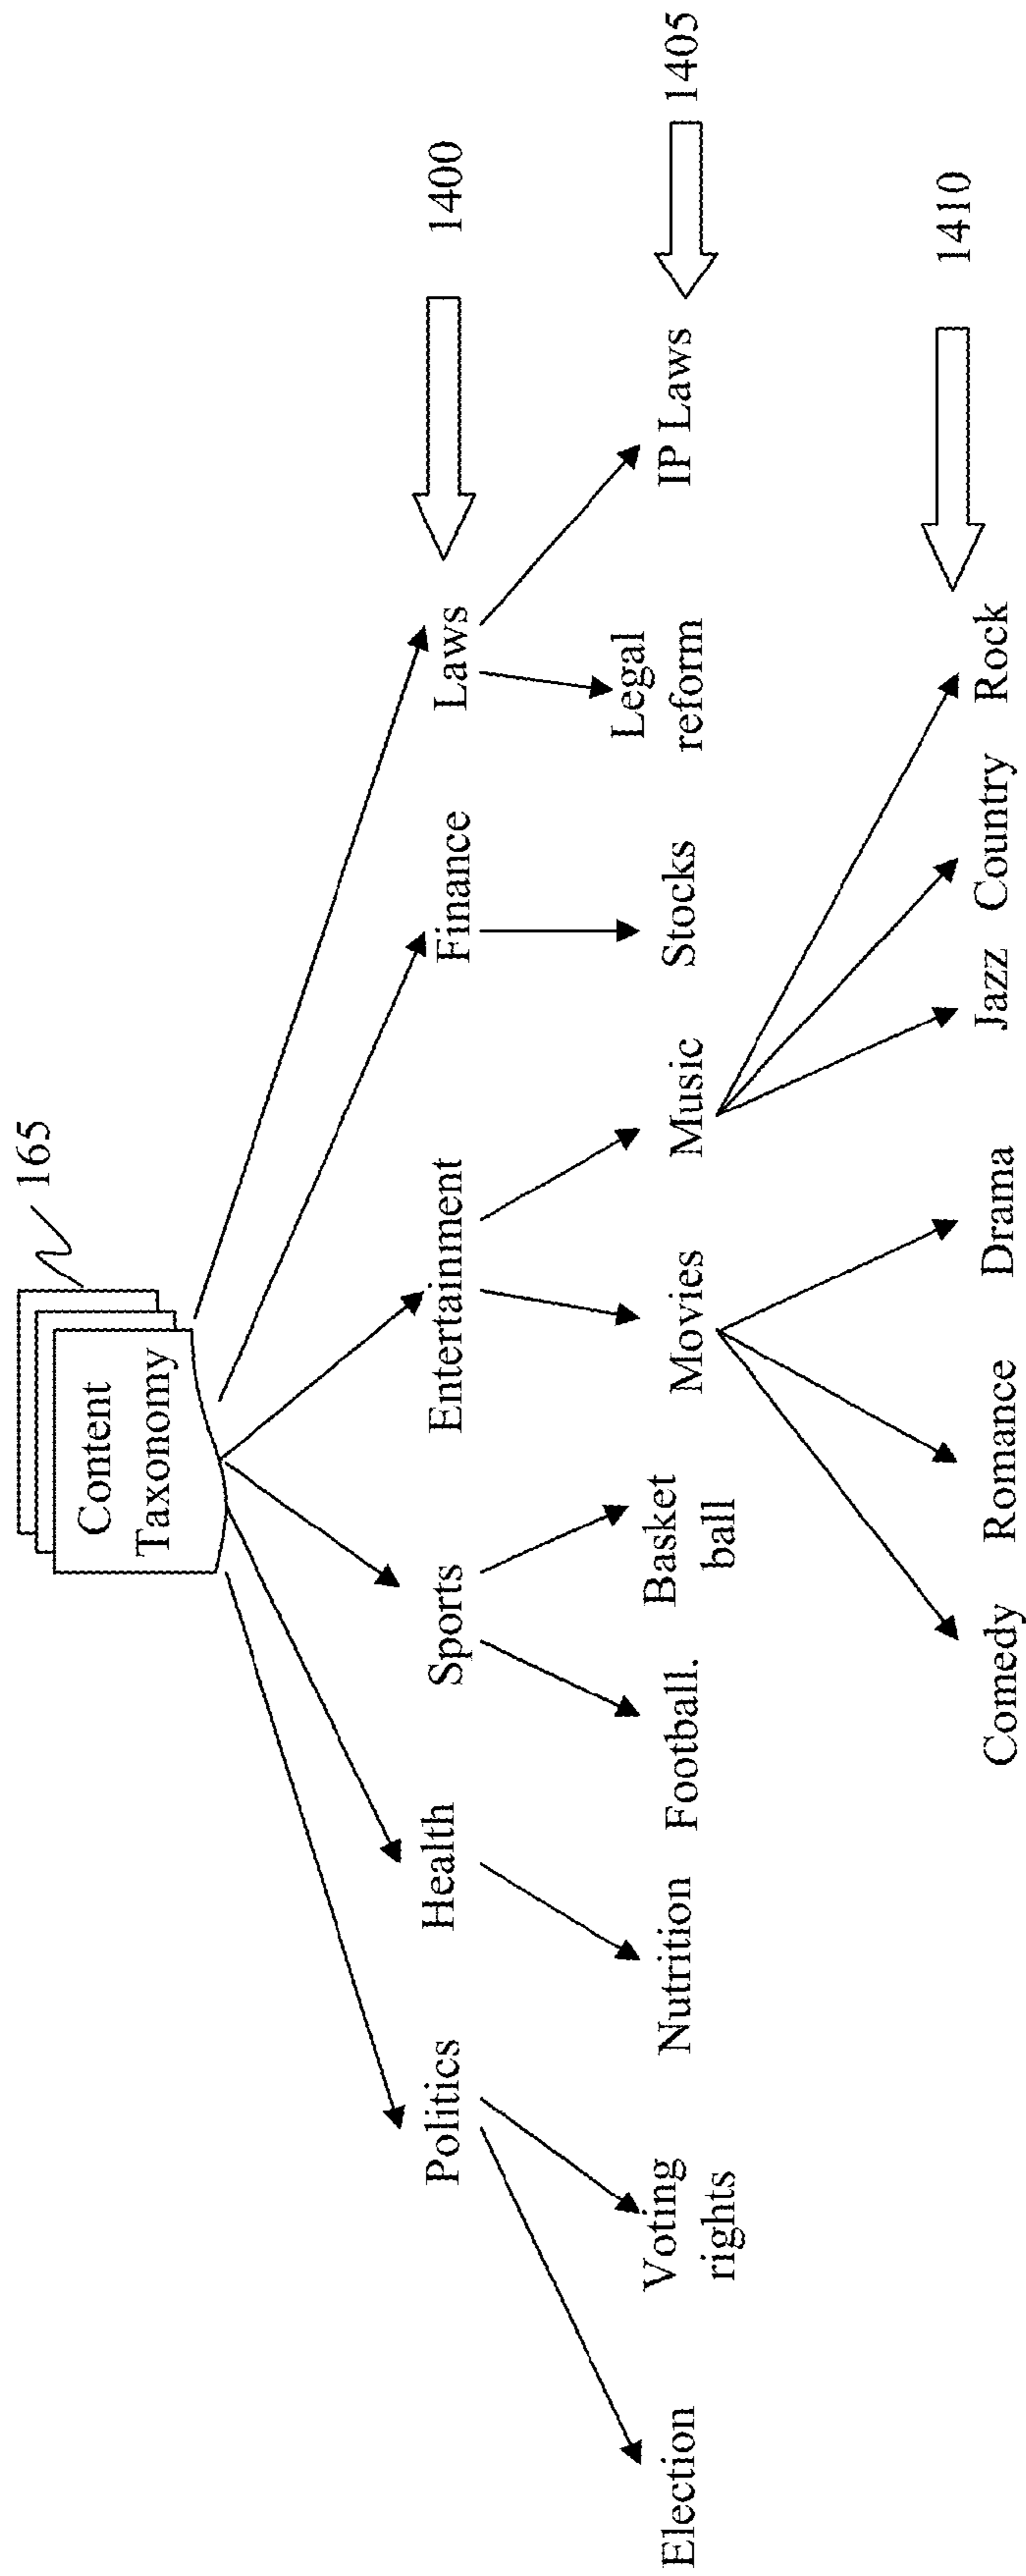 165
Content
Taxonomy
1400
Politics Health Sports Entertainment Finance Laws
1405
Election Voting rights Nutrition Football. Basket ball Movies Music Stocks Legal reform IP Laws
1410
Comedy Romance Drama Jazz Country Rock